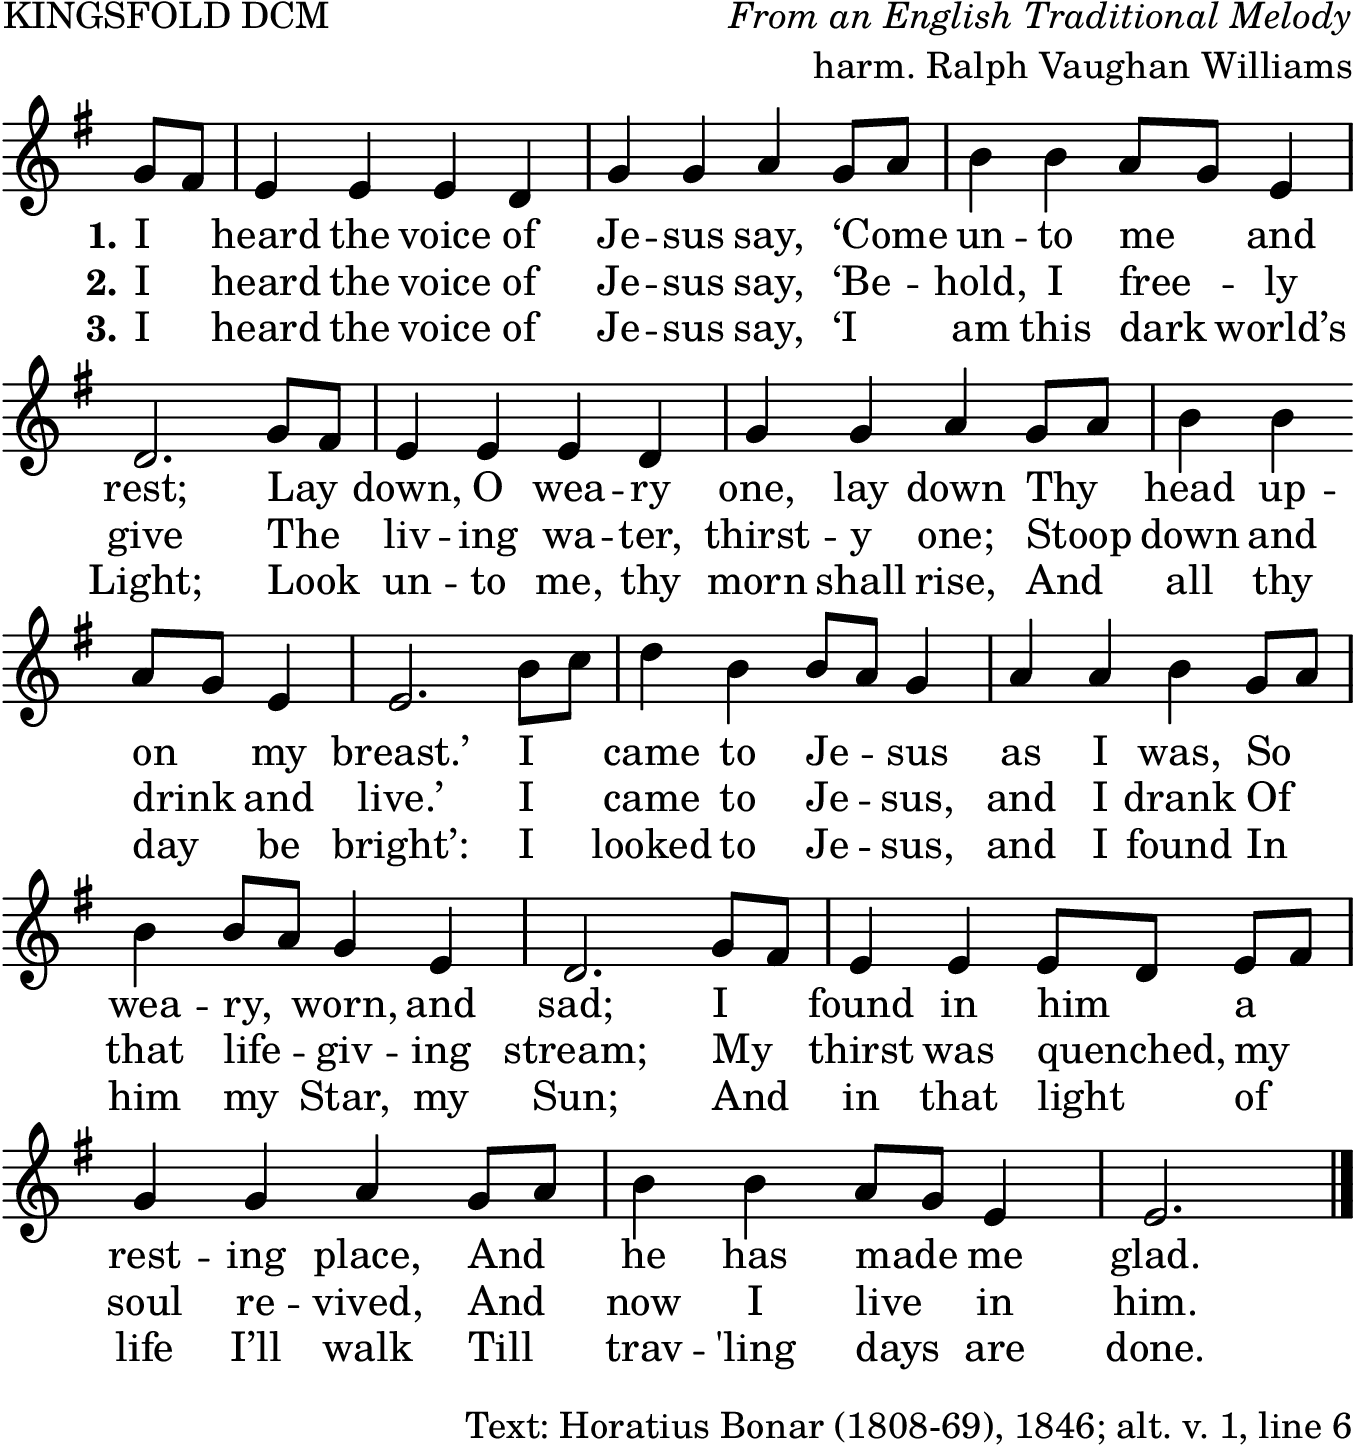 KINGSFOLD DCM
From an English Traditional Melody
harm. Ralph Vaughan Williams
1. I heard the voice of Je -- sus say, ‘Come un -- to me and
2. I heard the voice of Je -- sus say, ‘Be -- hold, I free -- ly
3. I heard the voice of Je -- sus say, ‘I am this dark world’s
rest; Lay down, O wea -- ry one, lay down Thy head up --
give The liv -- ing wa -- ter, thirst -- y one; Stoop down and
Light; Look un -- to me, thy morn shall rise, And all thy
on my breast.’ I came to Je -- sus as I was, So
drink and live.’ I came to Je -- sus, and I drank Of
day be bright’: I looked to Je -- sus, and I found In
wea -- ry, worn, and sad; I found in him a
that life -- giv -- ing stream; My thirst was quenched, my
him my Star, my Sun; And in that light of
rest -- ing place, And he has made me glad.
soul re -- vived, And now I live in him.
life I’ll walk Till trav -- 'ling days are done.
Text: Horatius Bonar (1808-69), 1846; alt. v. 1, line 6